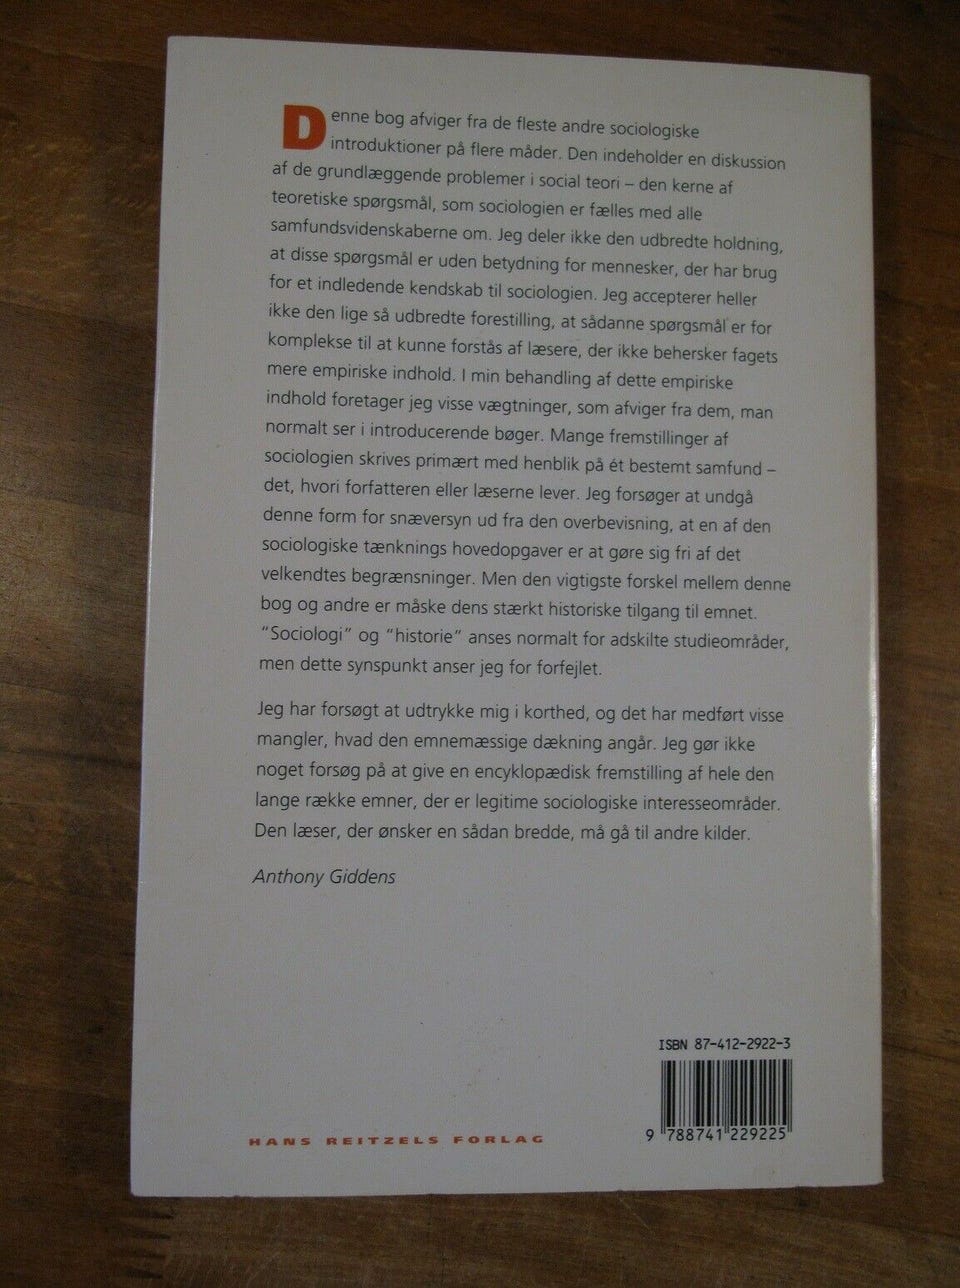 Denne bog afviger fra de fleste andre sociologiske
introduktioner på flere måder. Den indeholder en diskussion
af de grundlæggende problemer i social teori – den kerne af
teoretiske spørgsmål, som sociologien er fælles med alle
samfundsvidenskaberne om. Jeg deler ikke den udbredte holdning,
at disse spørgsmål er uden betydning for mennesker, der har brug
for et indledende kendskab til sociologien. Jeg accepterer heller
ikke den lige så udbredte forestilling, at sådanne spørgsmål er for
komplekse til at kunne forstås af læsere, der ikke behersker fagets
mere empiriske indhold. I min behandling af dette empiriske
indhold foretager jeg visse vægtninger, som afviger fra dem, man
normalt ser i introducerende bøger. Mange fremstillinger af
sociologien skrives primært med henblik på ét bestemt samfund –
det, hvori forfatteren eller læserne lever. Jeg forsøger at undgå
denne form for snæversyn ud fra den overbevisning, at en af den
sociologiske tænknings hovedopgaver er at gøre sig fri af det
velkendtes begrænsninger. Men den vigtigste forskel mellem denne
bog og andre er måske dens stærkt historiske tilgang til emnet.
"Sociologi" og "historie" anses normalt for adskilte studieområder,
men dette synspunkt anser jeg for forfejlet.
Jeg har forsøgt at udtrykke mig i korthed, og det har medført visse
mangler, hvad den emnemæssige dækning angår. Jeg gør ikke
noget forsøg på at give en encyklopædisk fremstilling af hele den
lange række emner, der er legitime sociologiske interesseområder.
Den læser, der ønsker en sådan bredde, må gå til andre kilder.
Anthony Giddens
ISBN 87-412-2922-3
9 788741 229225
HANS REITZELS FORLAG